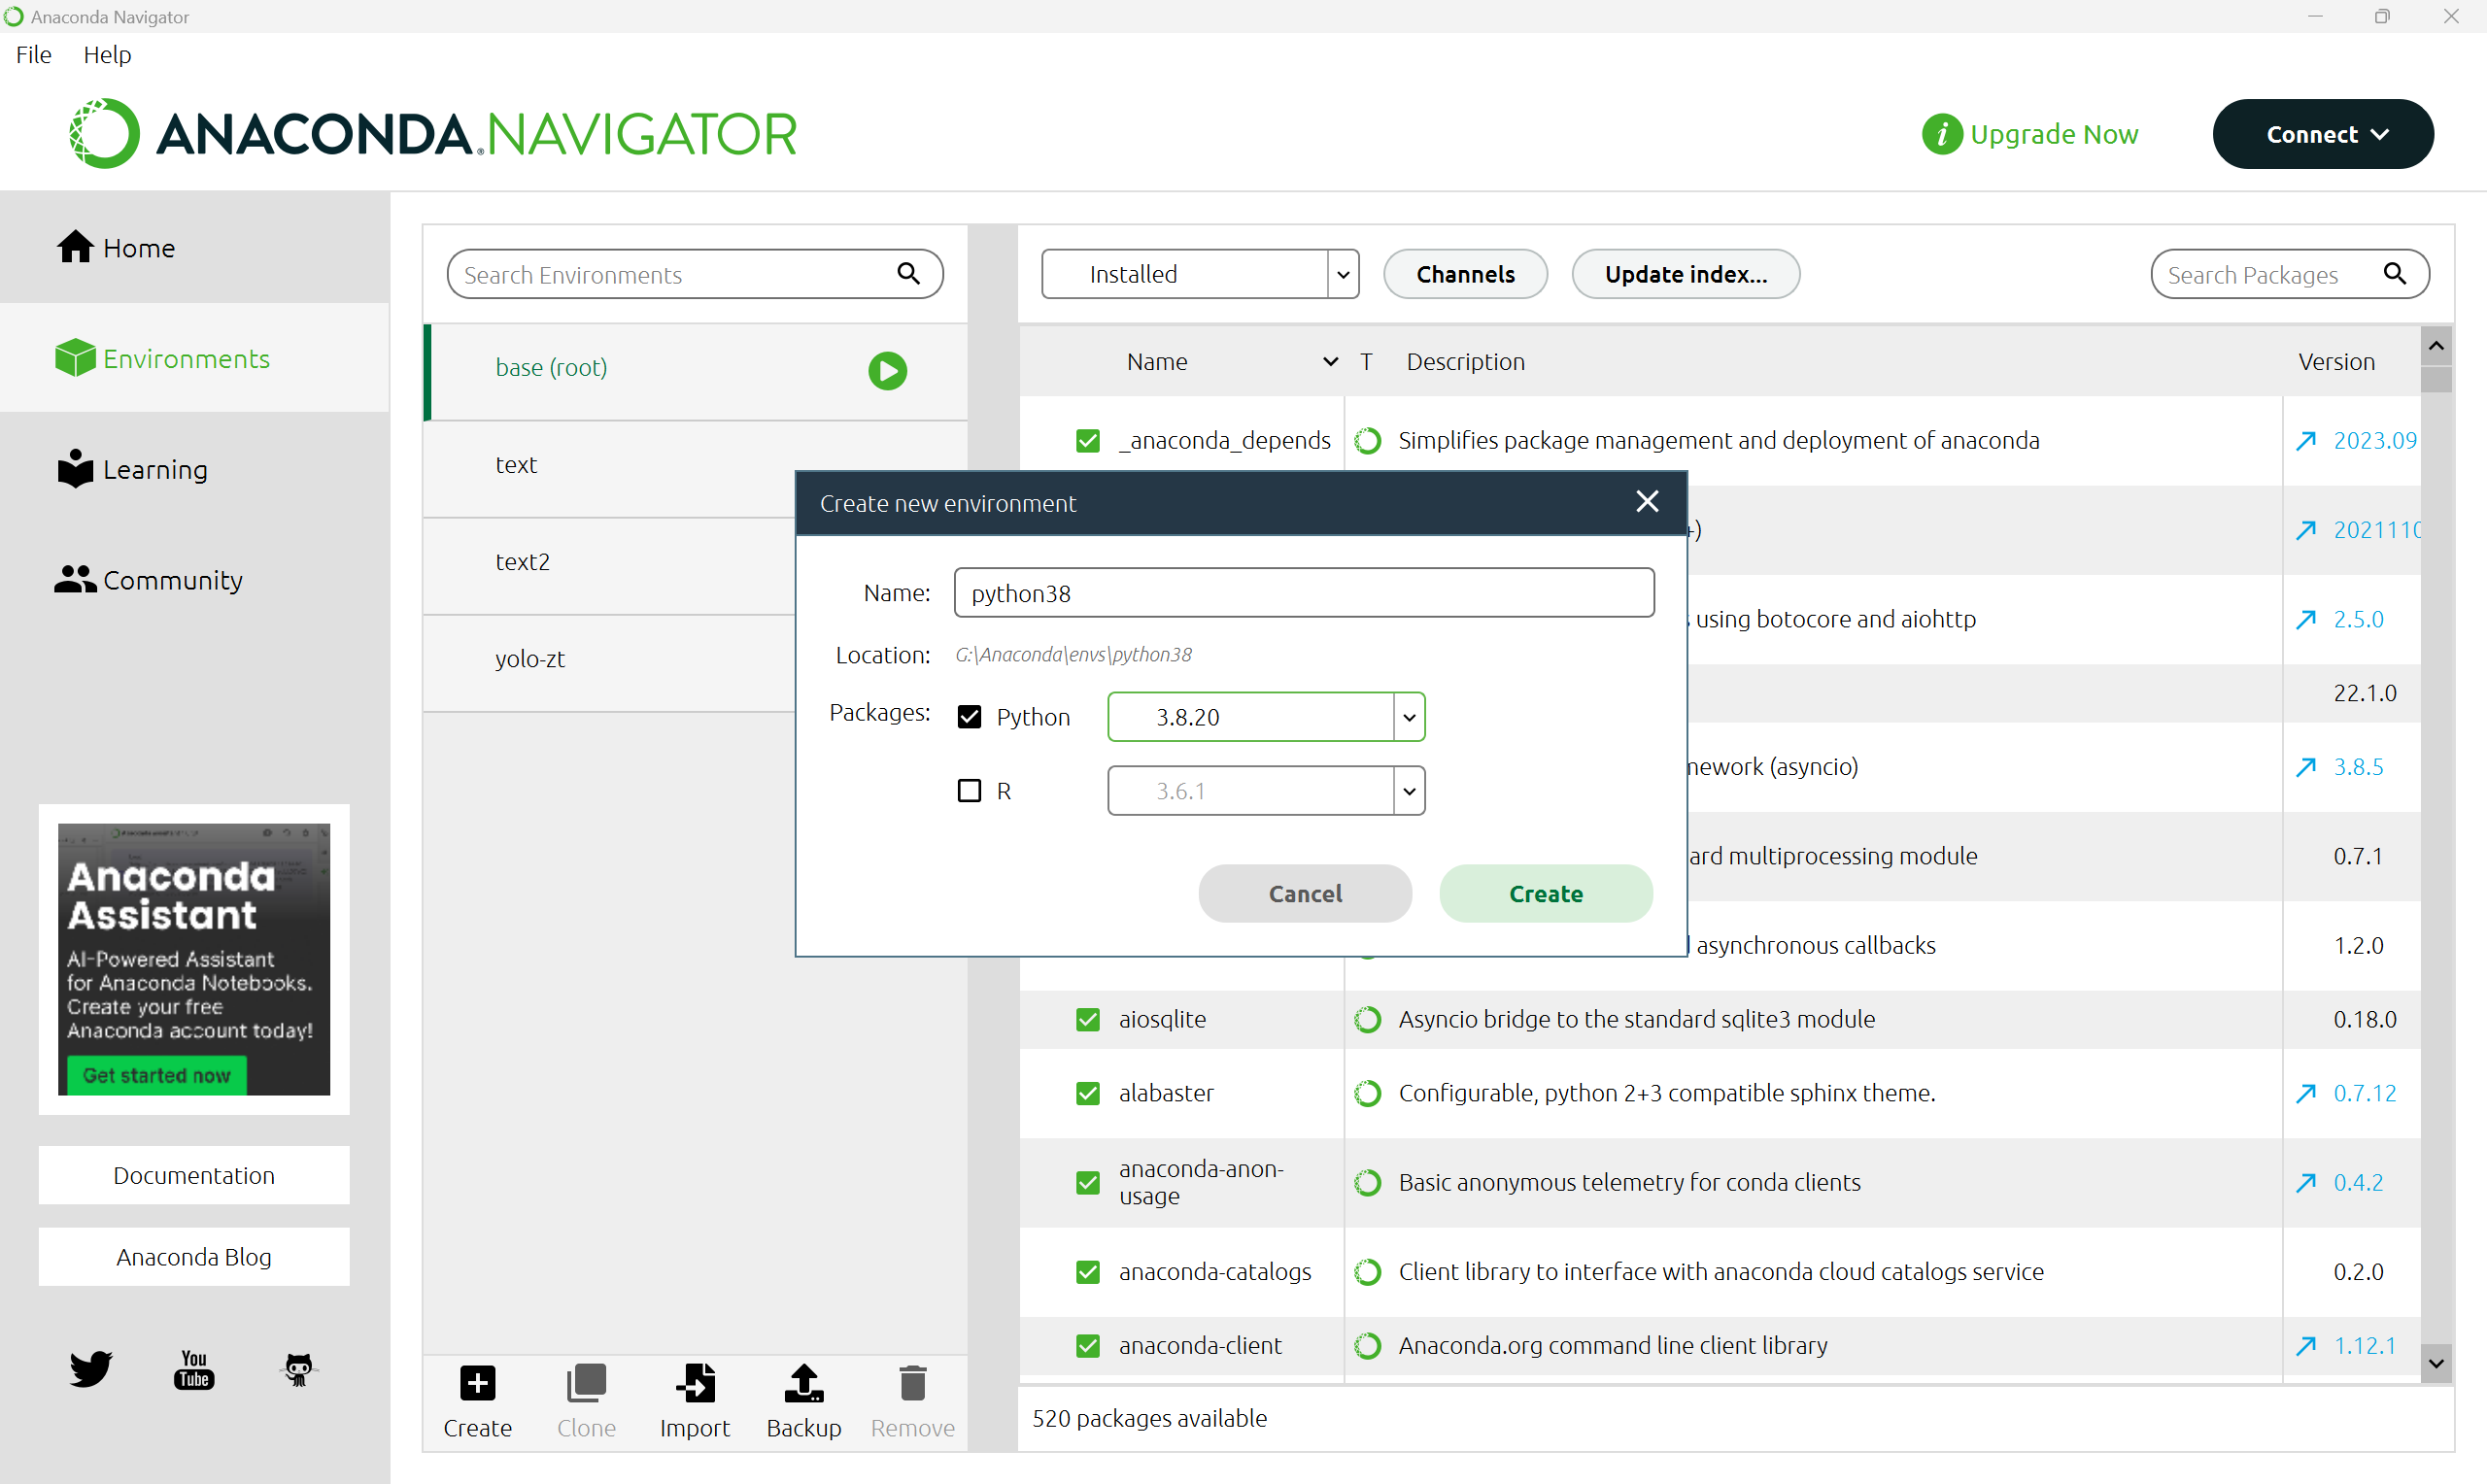 Anaconda Navigator
File Help
ANACONDA.NAVIGATOR
i Upgrade Now
Connect
Home
Environments
Learning
Community
Anaconda
Assistant
AI-Powered Assistant
for Anaconda Notebooks.
Create your free
Anaconda account today!
Get started now
Documentation
Anaconda Blog
You
Tube
Search Environments
base (root)
text
text2
yolo-zt
Create Clone Import Backup Remove
Installed
Channels
Update index...
Search Packages
Name T Description Version
_anaconda_depends Simplifies package management and deployment of anaconda 2023.09
+) 2021110
using botocore and aiohttp 2.5.0
22.1.0
mework (asyncio) 3.8.5
ard multiprocessing module 0.7.1
asynchronous callbacks 1.2.0
aiosqlite Asyncio bridge to the standard sqlite3 module 0.18.0
alabaster Configurable, python 2+3 compatible sphinx theme. 0.7.12
anaconda-anon-
usage Basic anonymous telemetry for conda clients 0.4.2
anaconda-catalogs Client library to interface with anaconda cloud catalogs service 0.2.0
anaconda-client Anaconda.org command line client library 1.12.1
520 packages available
Create new environment
Name: python38
Location: G:\Anaconda\envs\python38
Packages: Python 3.8.20
R 3.6.1
Cancel Create